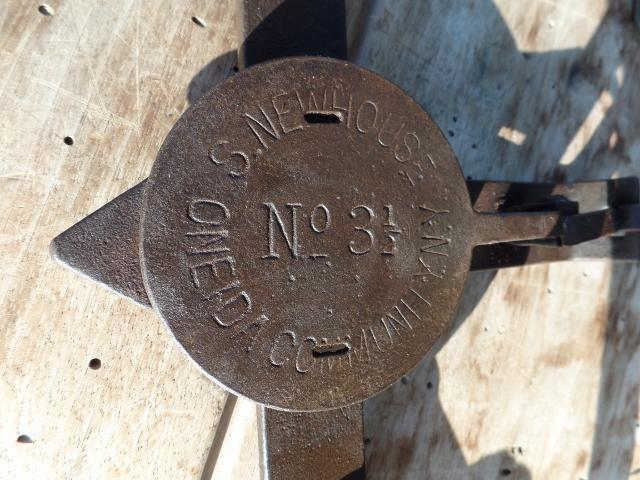 S. NEWHOUSE
No 3½
ONEIDA COMMUNITY N.Y.